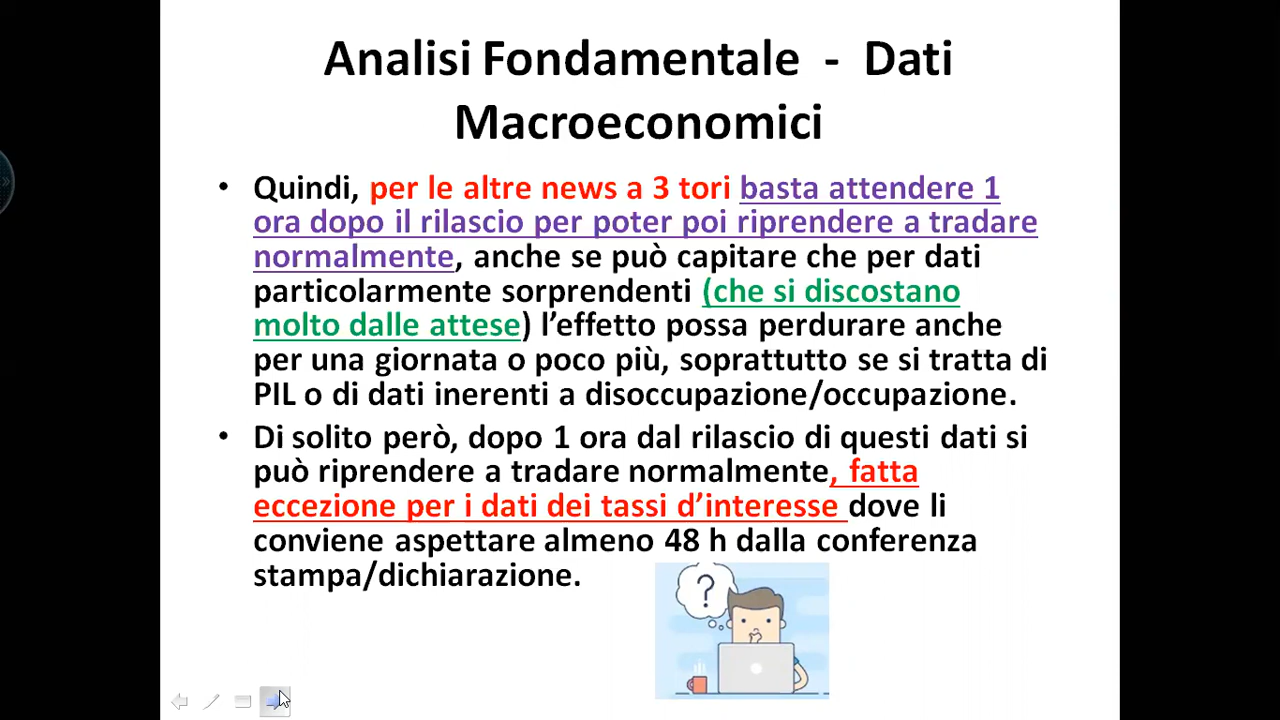 Analisi Fondamentale - Dati
Macroeconomici
• Quindi, per le altre news a 3 tori basta attendere 1
ora dopo il rilascio per poter poi riprendere a tradare
normalmente, anche se può capitare che per dati
particolarmente sorprendenti (che si discostano
molto dalle attese) l’effetto possa perdurare anche
per una giornata o poco più, soprattutto se si tratta di
PIL o di dati inerenti a disoccupazione/occupazione.
• Di solito però, dopo 1 ora dal rilascio di questi dati si
può riprendere a tradare normalmente, fatta
eccezione per i dati dei tassi d’interesse dove li
conviene aspettare almeno 48 h dalla conferenza
stampa/dichiarazione.
?